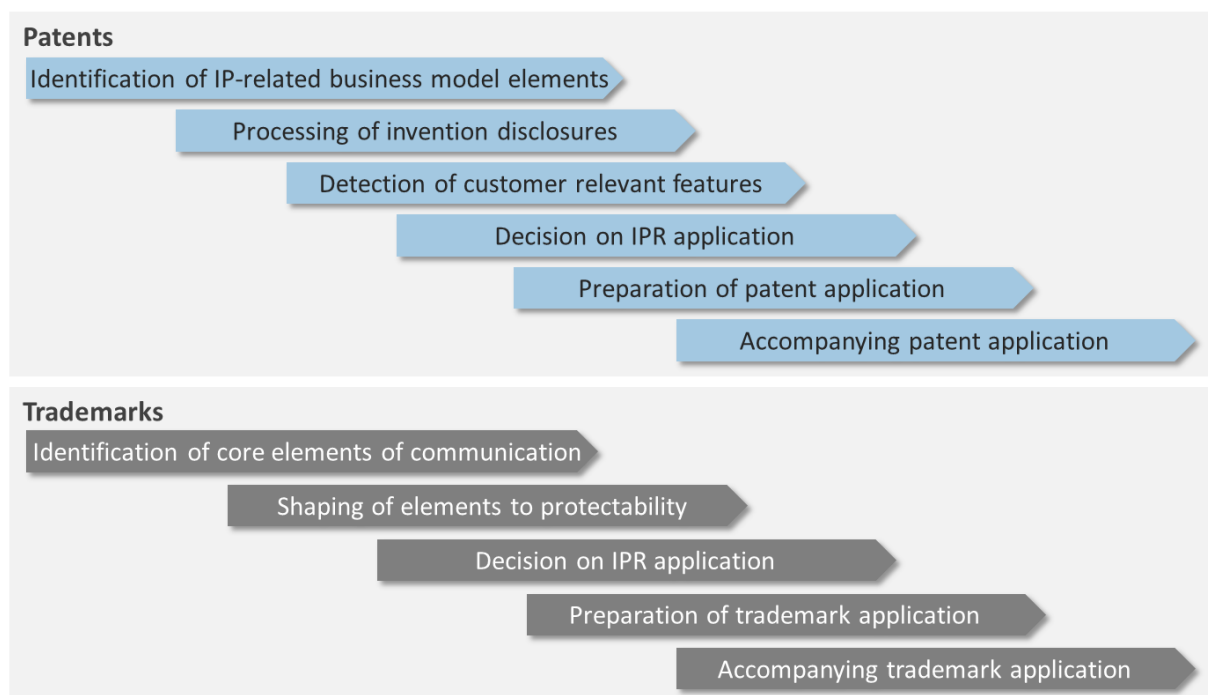 Patents
Identification of IP-related business model elements
Processing of invention disclosures
Detection of customer relevant features
Decision on IPR application
Preparation of patent application
Accompanying patent application
Trademarks
Identification of core elements of communication
Shaping of elements to protectability
Decision on IPR application
Preparation of trademark application
Accompanying trademark application